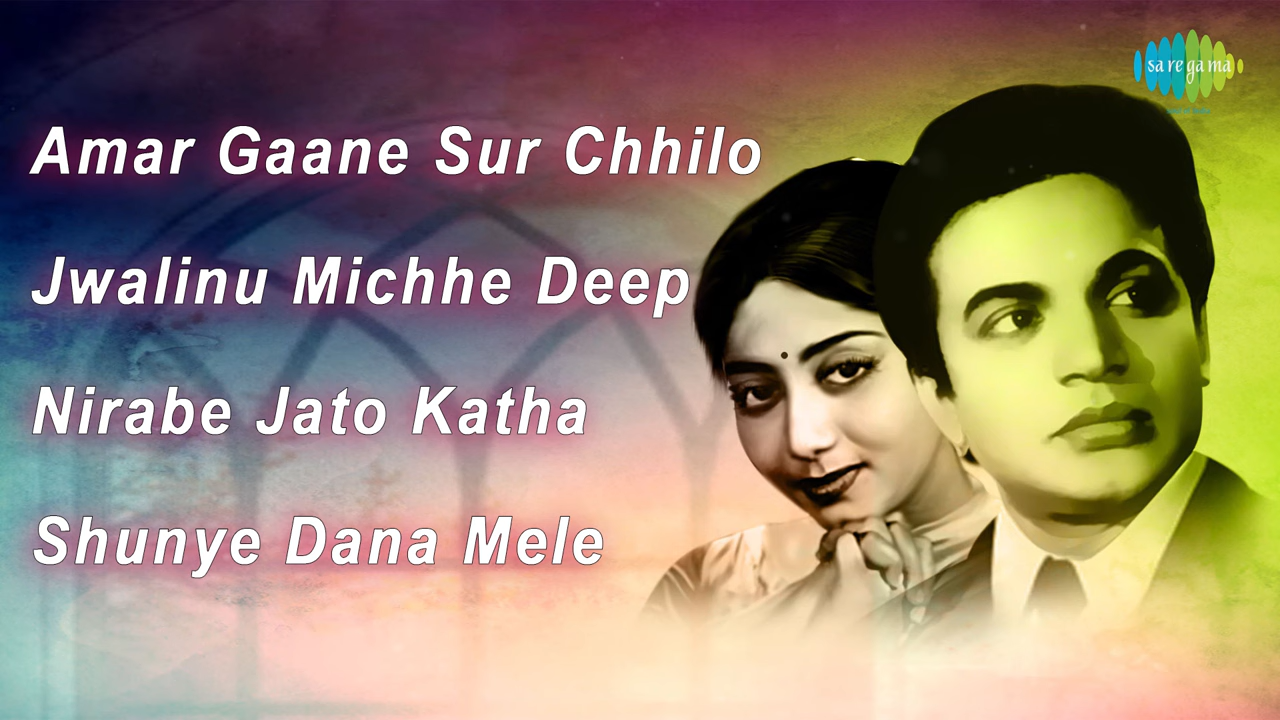 sa re ga ma
Amar Gaane Sur Chhilo
Jwalinu Michhe Deep
Nirabe Jato Katha
Shunye Dana Mele